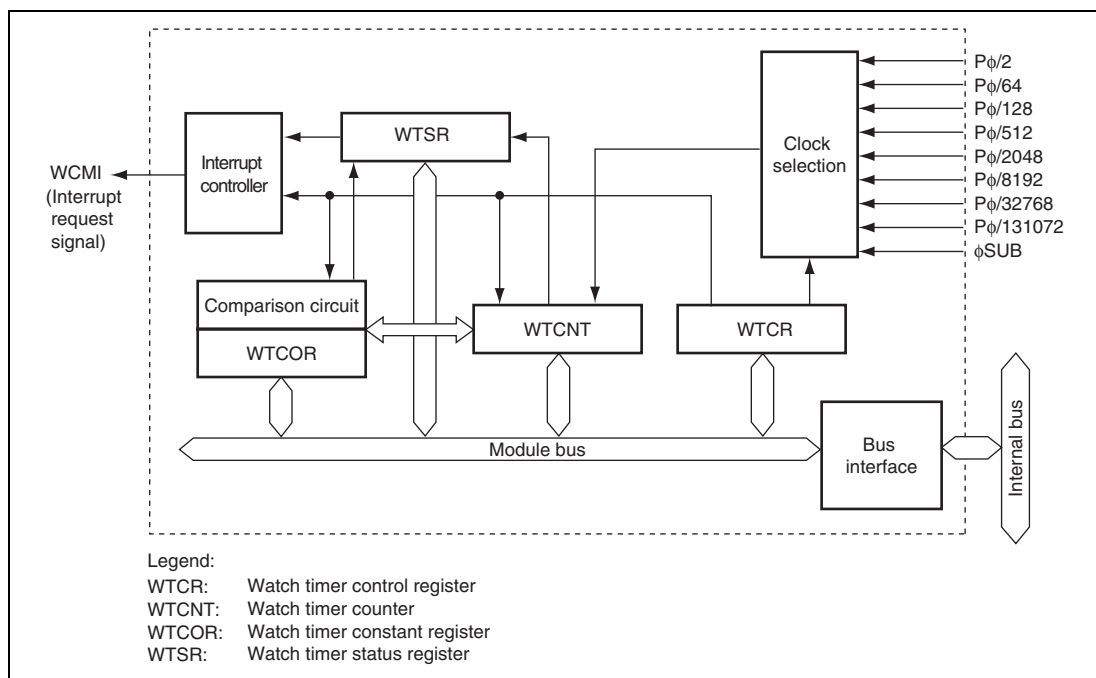 WCMI
(Interrupt
request
signal)
Interrupt
controller
WTSR
Clock
selection
Pϕ/2
Pϕ/64
Pϕ/128
Pϕ/512
Pϕ/2048
Pϕ/8192
Pϕ/32768
Pϕ/131072
ϕSUB
Comparison circuit
WTCOR
WTCNT
WTCR
Module bus
Bus
interface
Internal bus
Legend:
WTCR: Watch timer control register
WTCNT: Watch timer counter
WTCOR: Watch timer constant register
WTSR: Watch timer status register